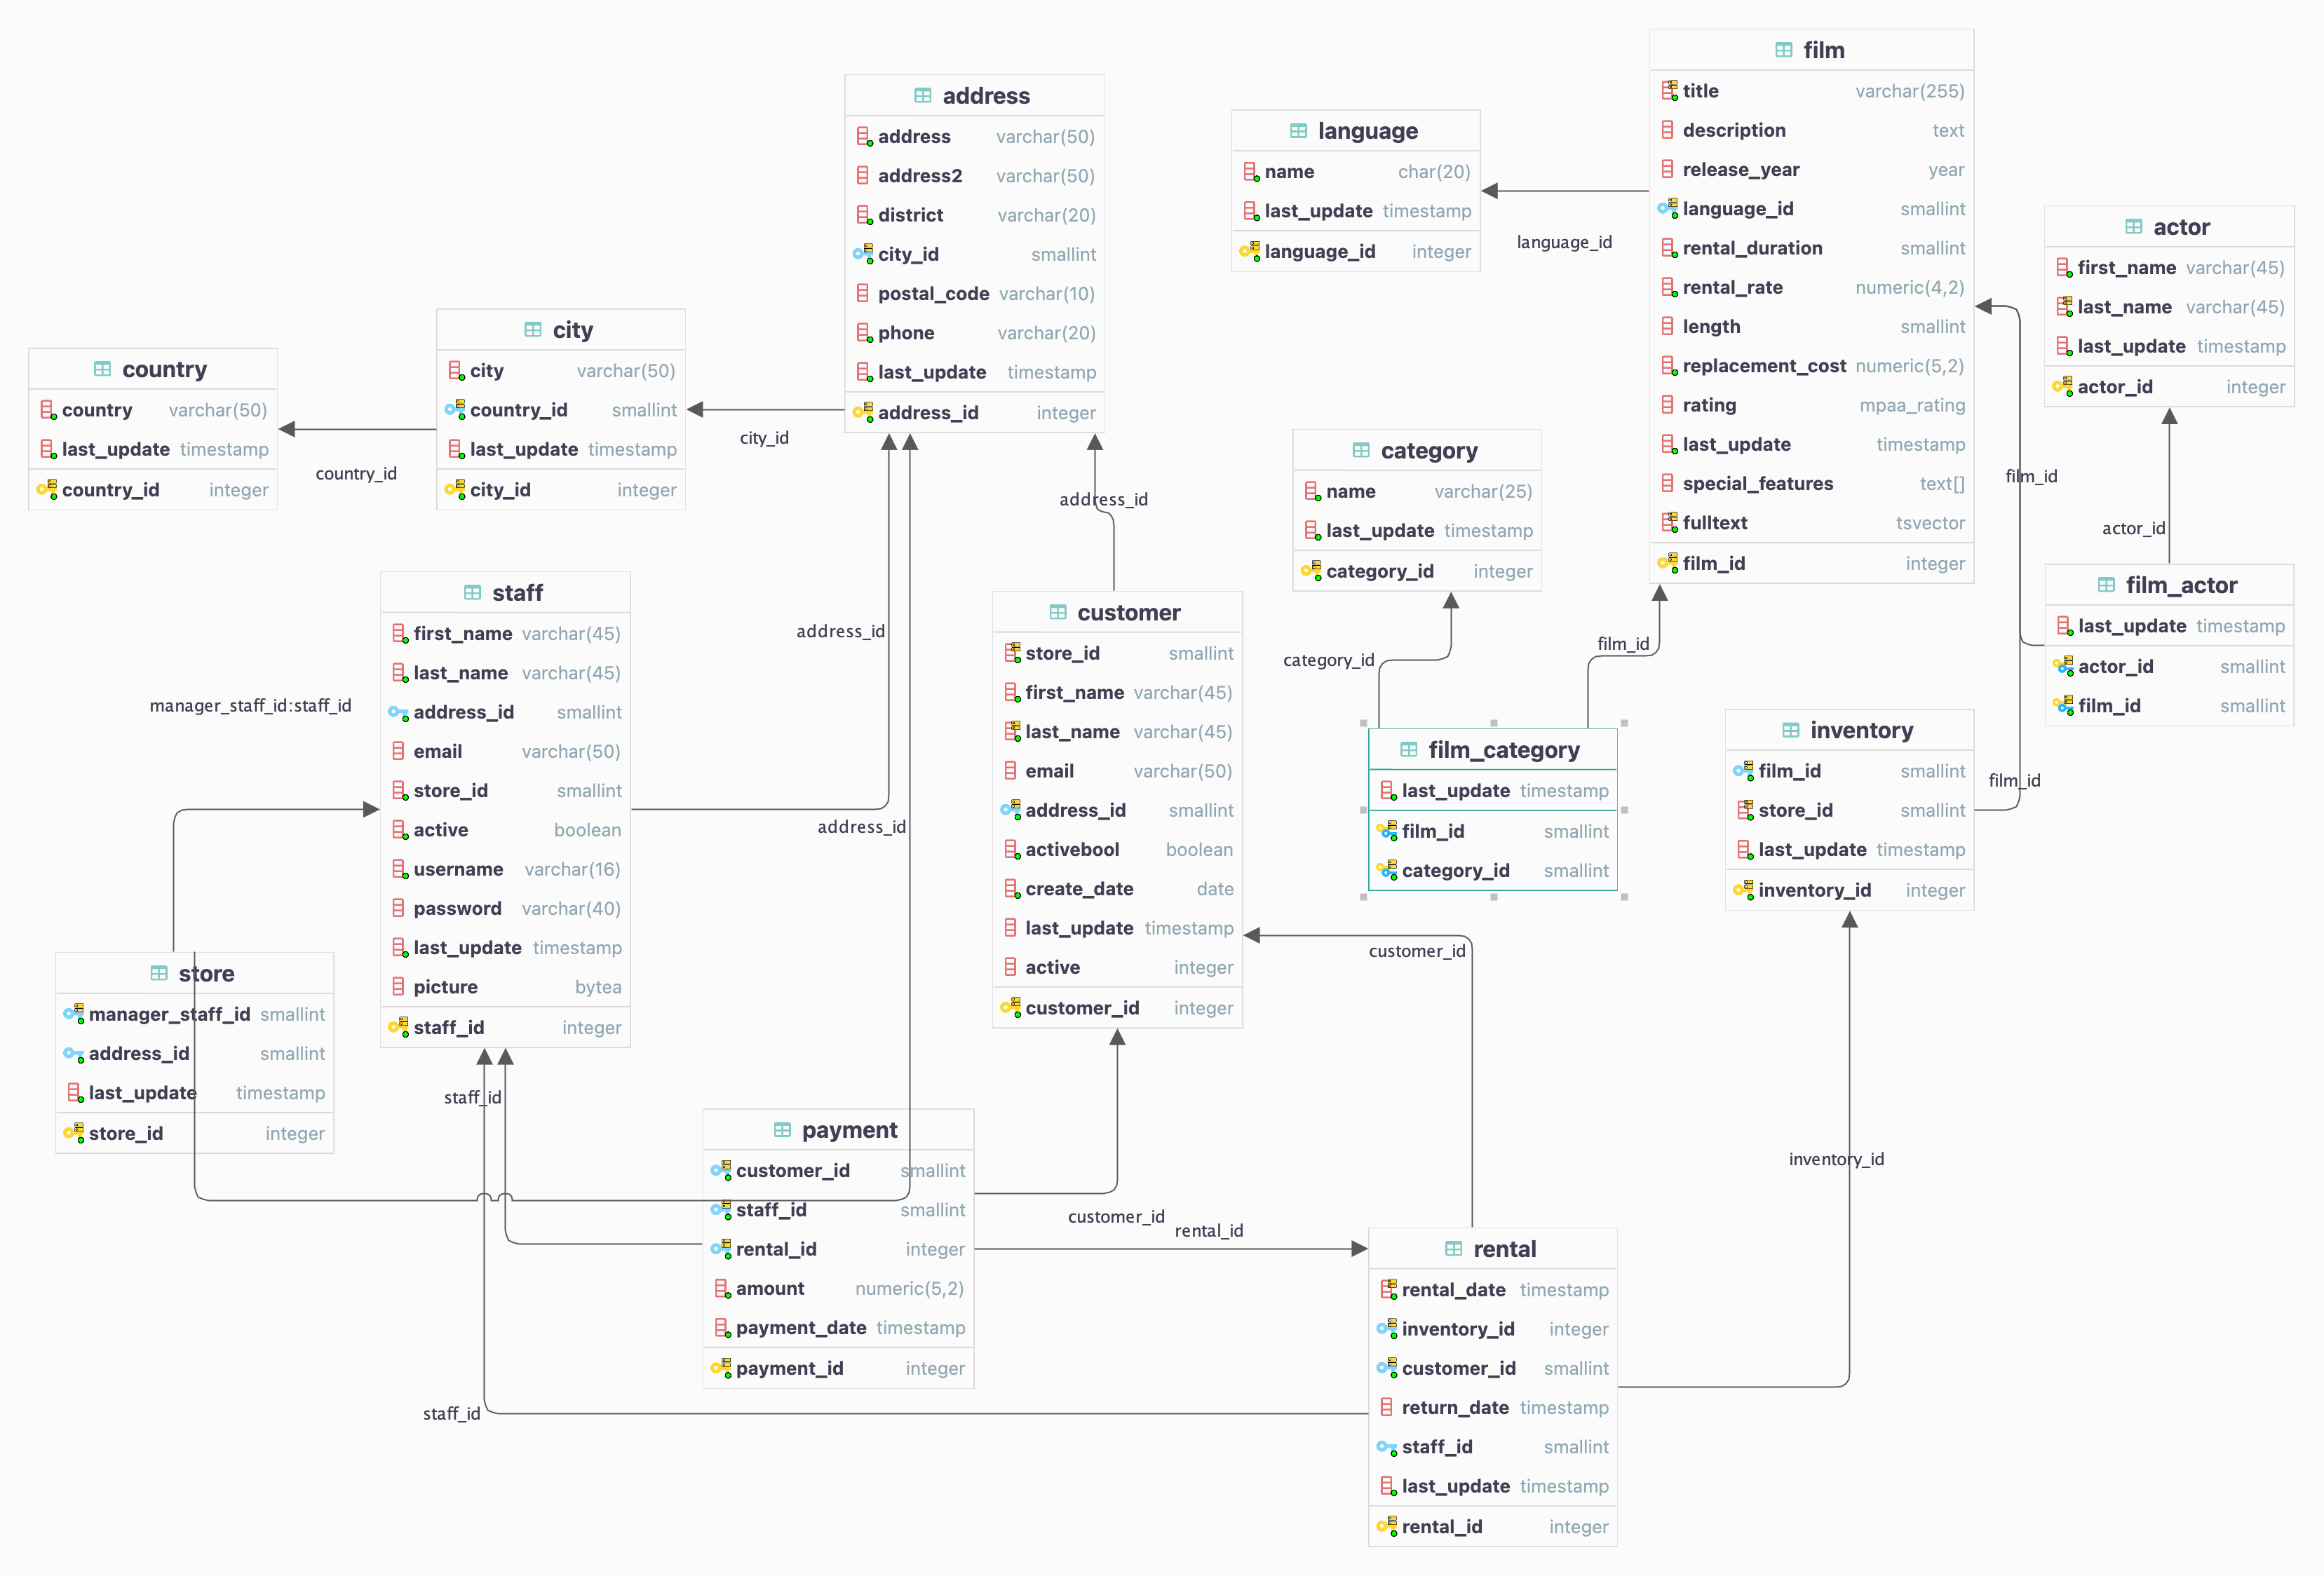 film
title varchar(255)
description text
release_year year
language_id smallint
rental_duration smallint
rental_rate numeric(4,2)
length smallint
replacement_cost numeric(5,2)
rating mpaa_rating
last_update timestamp
special_features text[]
fulltext tsvector
film_id integer
address
address varchar(50)
address2 varchar(50)
district varchar(20)
city_id smallint
postal_code varchar(10)
phone varchar(20)
last_update timestamp
address_id integer
language
name char(20)
last_update timestamp
language_id integer
language_id
actor
first_name varchar(45)
last_name varchar(45)
last_update timestamp
actor_id integer
city
city varchar(50)
country_id smallint
last_update timestamp
city_id integer
city_id
country
country varchar(50)
last_update timestamp
country_id integer
country_id
category
name varchar(25)
last_update timestamp
category_id integer
address_id
film_id
actor_id
film_actor
last_update timestamp
actor_id smallint
film_id smallint
staff
first_name varchar(45)
last_name varchar(45)
address_id smallint
email varchar(50)
store_id smallint
active boolean
username varchar(16)
password varchar(40)
last_update timestamp
picture bytea
staff_id integer
address_id
address_id
manager_staff_id:staff_id
customer
store_id smallint
first_name varchar(45)
last_name varchar(45)
email varchar(50)
address_id smallint
activebool boolean
create_date date
last_update timestamp
active integer
customer_id integer
category_id
film_id
film_category
last_update timestamp
film_id smallint
category_id smallint
inventory
film_id smallint
store_id smallint
last_update timestamp
inventory_id integer
film_id
customer_id
store
manager_staff_id smallint
address_id smallint
last_update timestamp
store_id integer
staff_id
payment
customer_id smallint
staff_id smallint
rental_id integer
amount numeric(5,2)
payment_date timestamp
payment_id integer
customer_id
rental_id
inventory_id
rental
rental_date timestamp
inventory_id integer
customer_id smallint
return_date timestamp
staff_id smallint
last_update timestamp
rental_id integer
staff_id